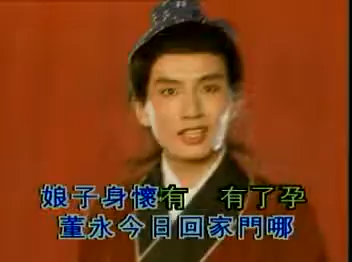 娘子身懷有　有了孕
董永今日回家門哪